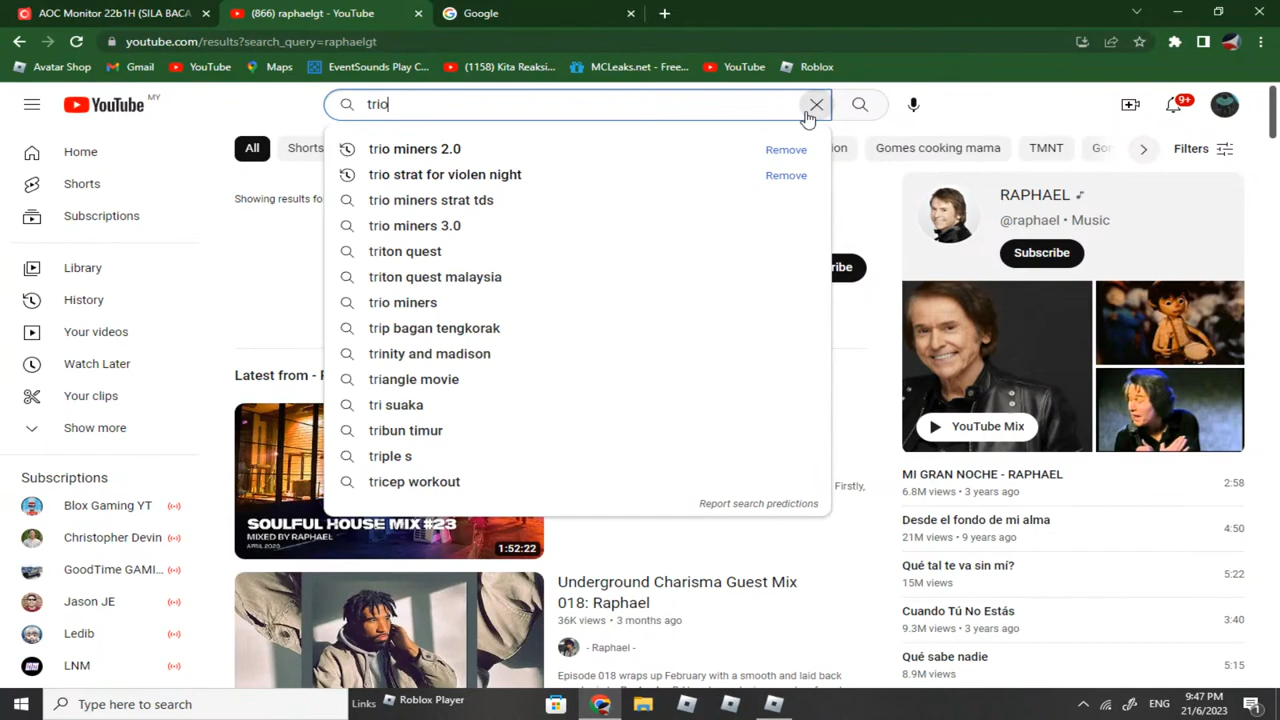 AOC Monitor 22b1H (SILA BACA
(866) raphaelgt - YouTube
Google
youtube.com/results?search_query=raphaelgt
Avatar Shop
Gmail
YouTube
Maps
EventSounds Play C...
(1158) Kita Reaksi...
MCLeaks.net - Free...
YouTube
Roblox
YouTube MY
trio
9+
Home
Shorts
Subscriptions
Library
History
Your videos
Watch Later
Your clips
Show more
Subscriptions
Blox Gaming YT
Christopher Devin
GoodTime GAMI...
Jason JE
Ledib
LNM
All
Shorts
Gomes cooking mama
TMNT
Filters
Showing results fo
trio miners 2.0 Remove
trio strat for violen night Remove
trio miners strat tds
trio miners 3.0
triton quest
triton quest malaysia
trio miners
trip bagan tengkorak
trinity and madison
triangle movie
tri suaka
tribun timur
triple s
tricep workout
Report search predictions
Latest from -
SOULFUL HOUSE MIX #23
MIXED BY RAPHAEL
APRIL 2020
1:52:22
Firstly,
Underground Charisma Guest Mix
018: Raphael
36K views • 3 months ago
- Raphael -
Episode 018 wraps up February with a smooth and laid back
RAPHAEL
@raphael • Music
Subscribe
YouTube Mix
MI GRAN NOCHE - RAPHAEL 2:58
6.8M views • 3 years ago
Desde el fondo de mi alma 4:50
21M views • 9 years ago
Qué tal te va sin mí? 5:22
15M views
Cuando Tú No Estás 3:40
9.3M views • 3 years ago
Qué sabe nadie 5:15
8.9M views
Type here to search
Links
Roblox Player
ENG
9:47 PM
21/6/2023
1